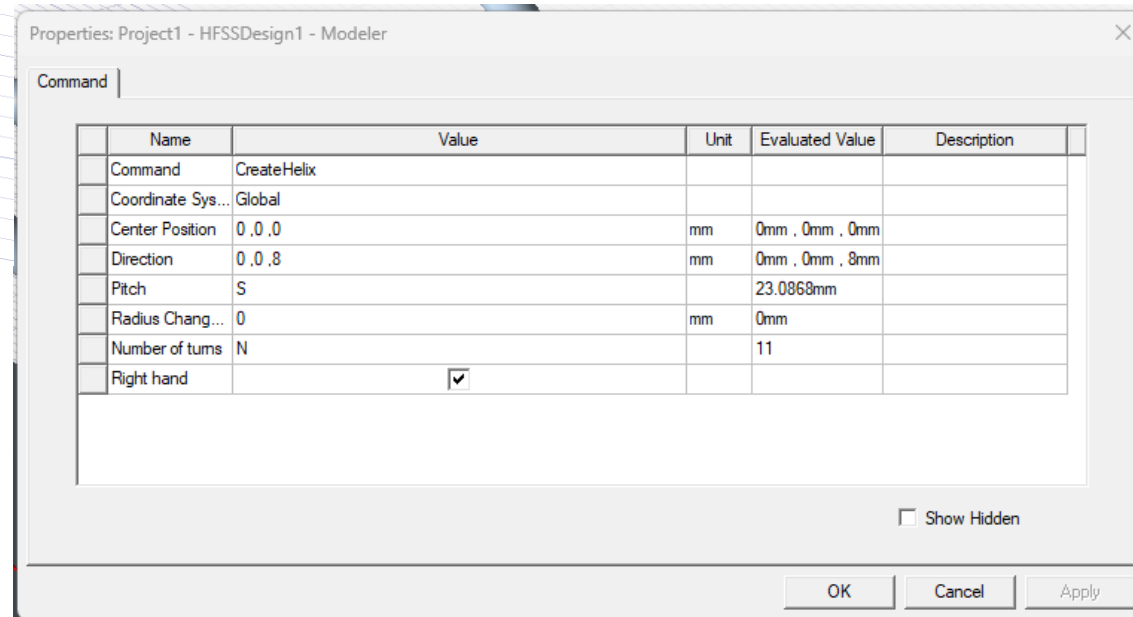 Properties: Project1 - HFSSDesign1 - Modeler
Command
Name Value Unit Evaluated Value Description
Command CreateHelix
Coordinate Sys... Global
Center Position 0 ,0 ,0 mm 0mm , 0mm , 0mm
Direction 0 ,0 ,8 mm 0mm , 0mm , 8mm
Pitch S 23.0868mm
Radius Chang... 0 mm 0mm
Number of turns N 11
Right hand
Show Hidden
OK Cancel Apply